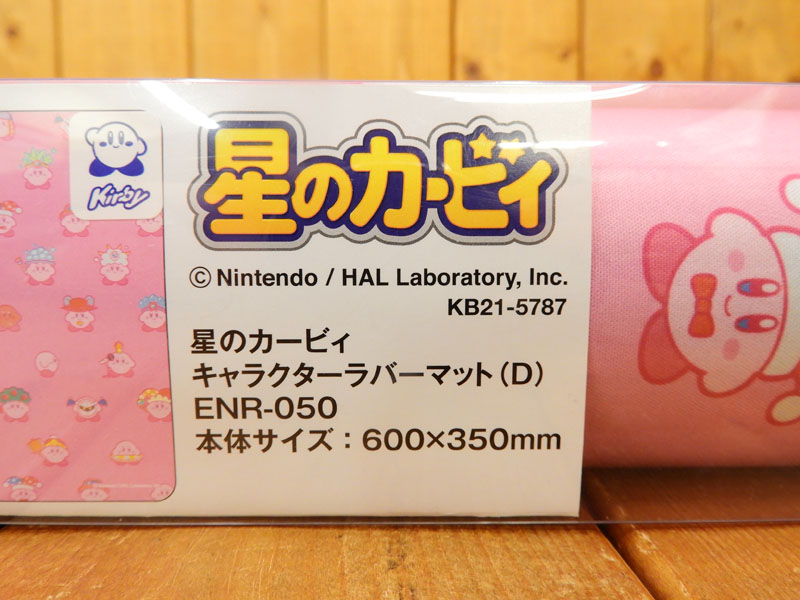 Kirby
星のカービィ
© Nintendo / HAL Laboratory, Inc.
KB21-5787
星のカービィ
キャラクターラバーマット(D)
ENR-050
本体サイズ：600×350mm